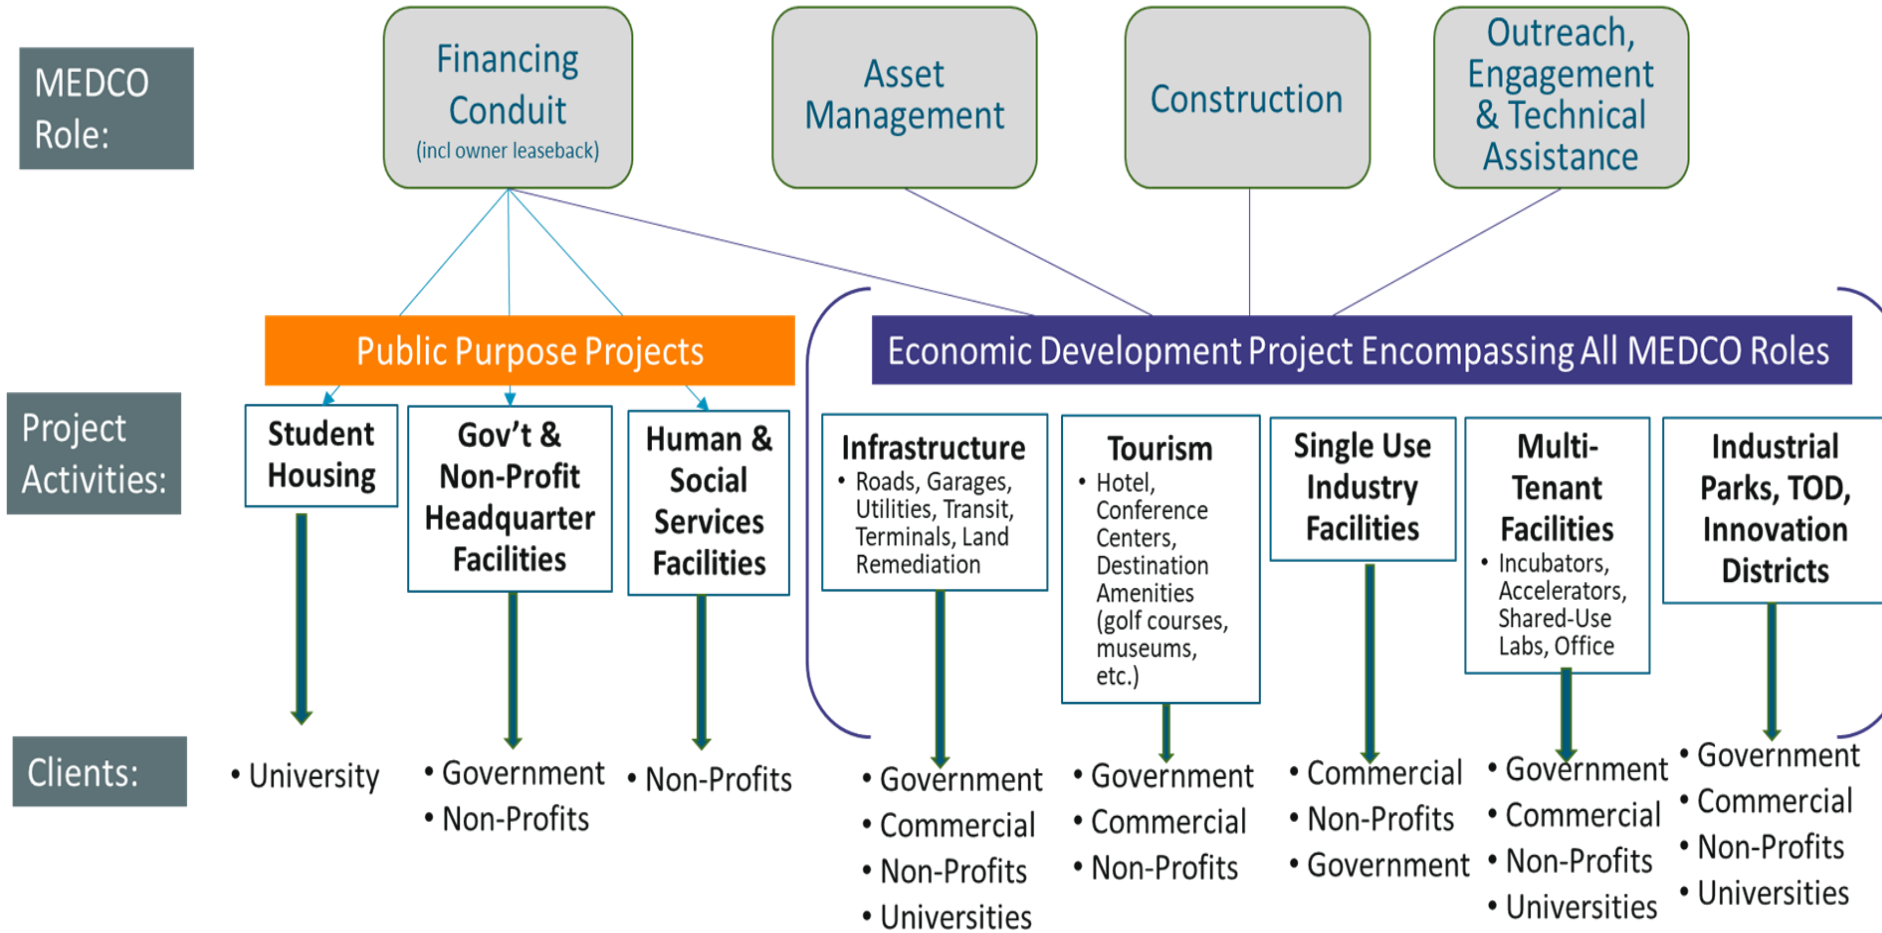 MEDCO
Role:
Financing
Conduit
(incl owner leaseback)
Asset
Management
Construction
Outreach,
Engagement
& Technical
Assistance
Public Purpose Projects
Economic Development Project Encompassing All MEDCO Roles
Project
Activities:
Student
Housing
Gov't &
Non-Profit
Headquarter
Facilities
Human &
Social
Services
Facilities
Infrastructure
• Roads, Garages,
Utilities, Transit,
Terminals, Land
Remediation
Tourism
• Hotel,
Conference
Centers,
Destination
Amenities
(golf courses,
museums,
etc.)
Single Use
Industry
Facilities
Multi-
Tenant
Facilities
• Incubators,
Accelerators,
Shared-Use
Labs, Office
Industrial
Parks, TOD,
Innovation
Districts
Clients:
• University
• Government
• Non-Profits
• Non-Profits
• Government
• Commercial
• Non-Profits
• Universities
• Government
• Commercial
• Non-Profits
• Commercial
• Non-Profits
• Government
• Government
• Commercial
• Non-Profits
• Universities
• Government
• Commercial
• Non-Profits
• Universities